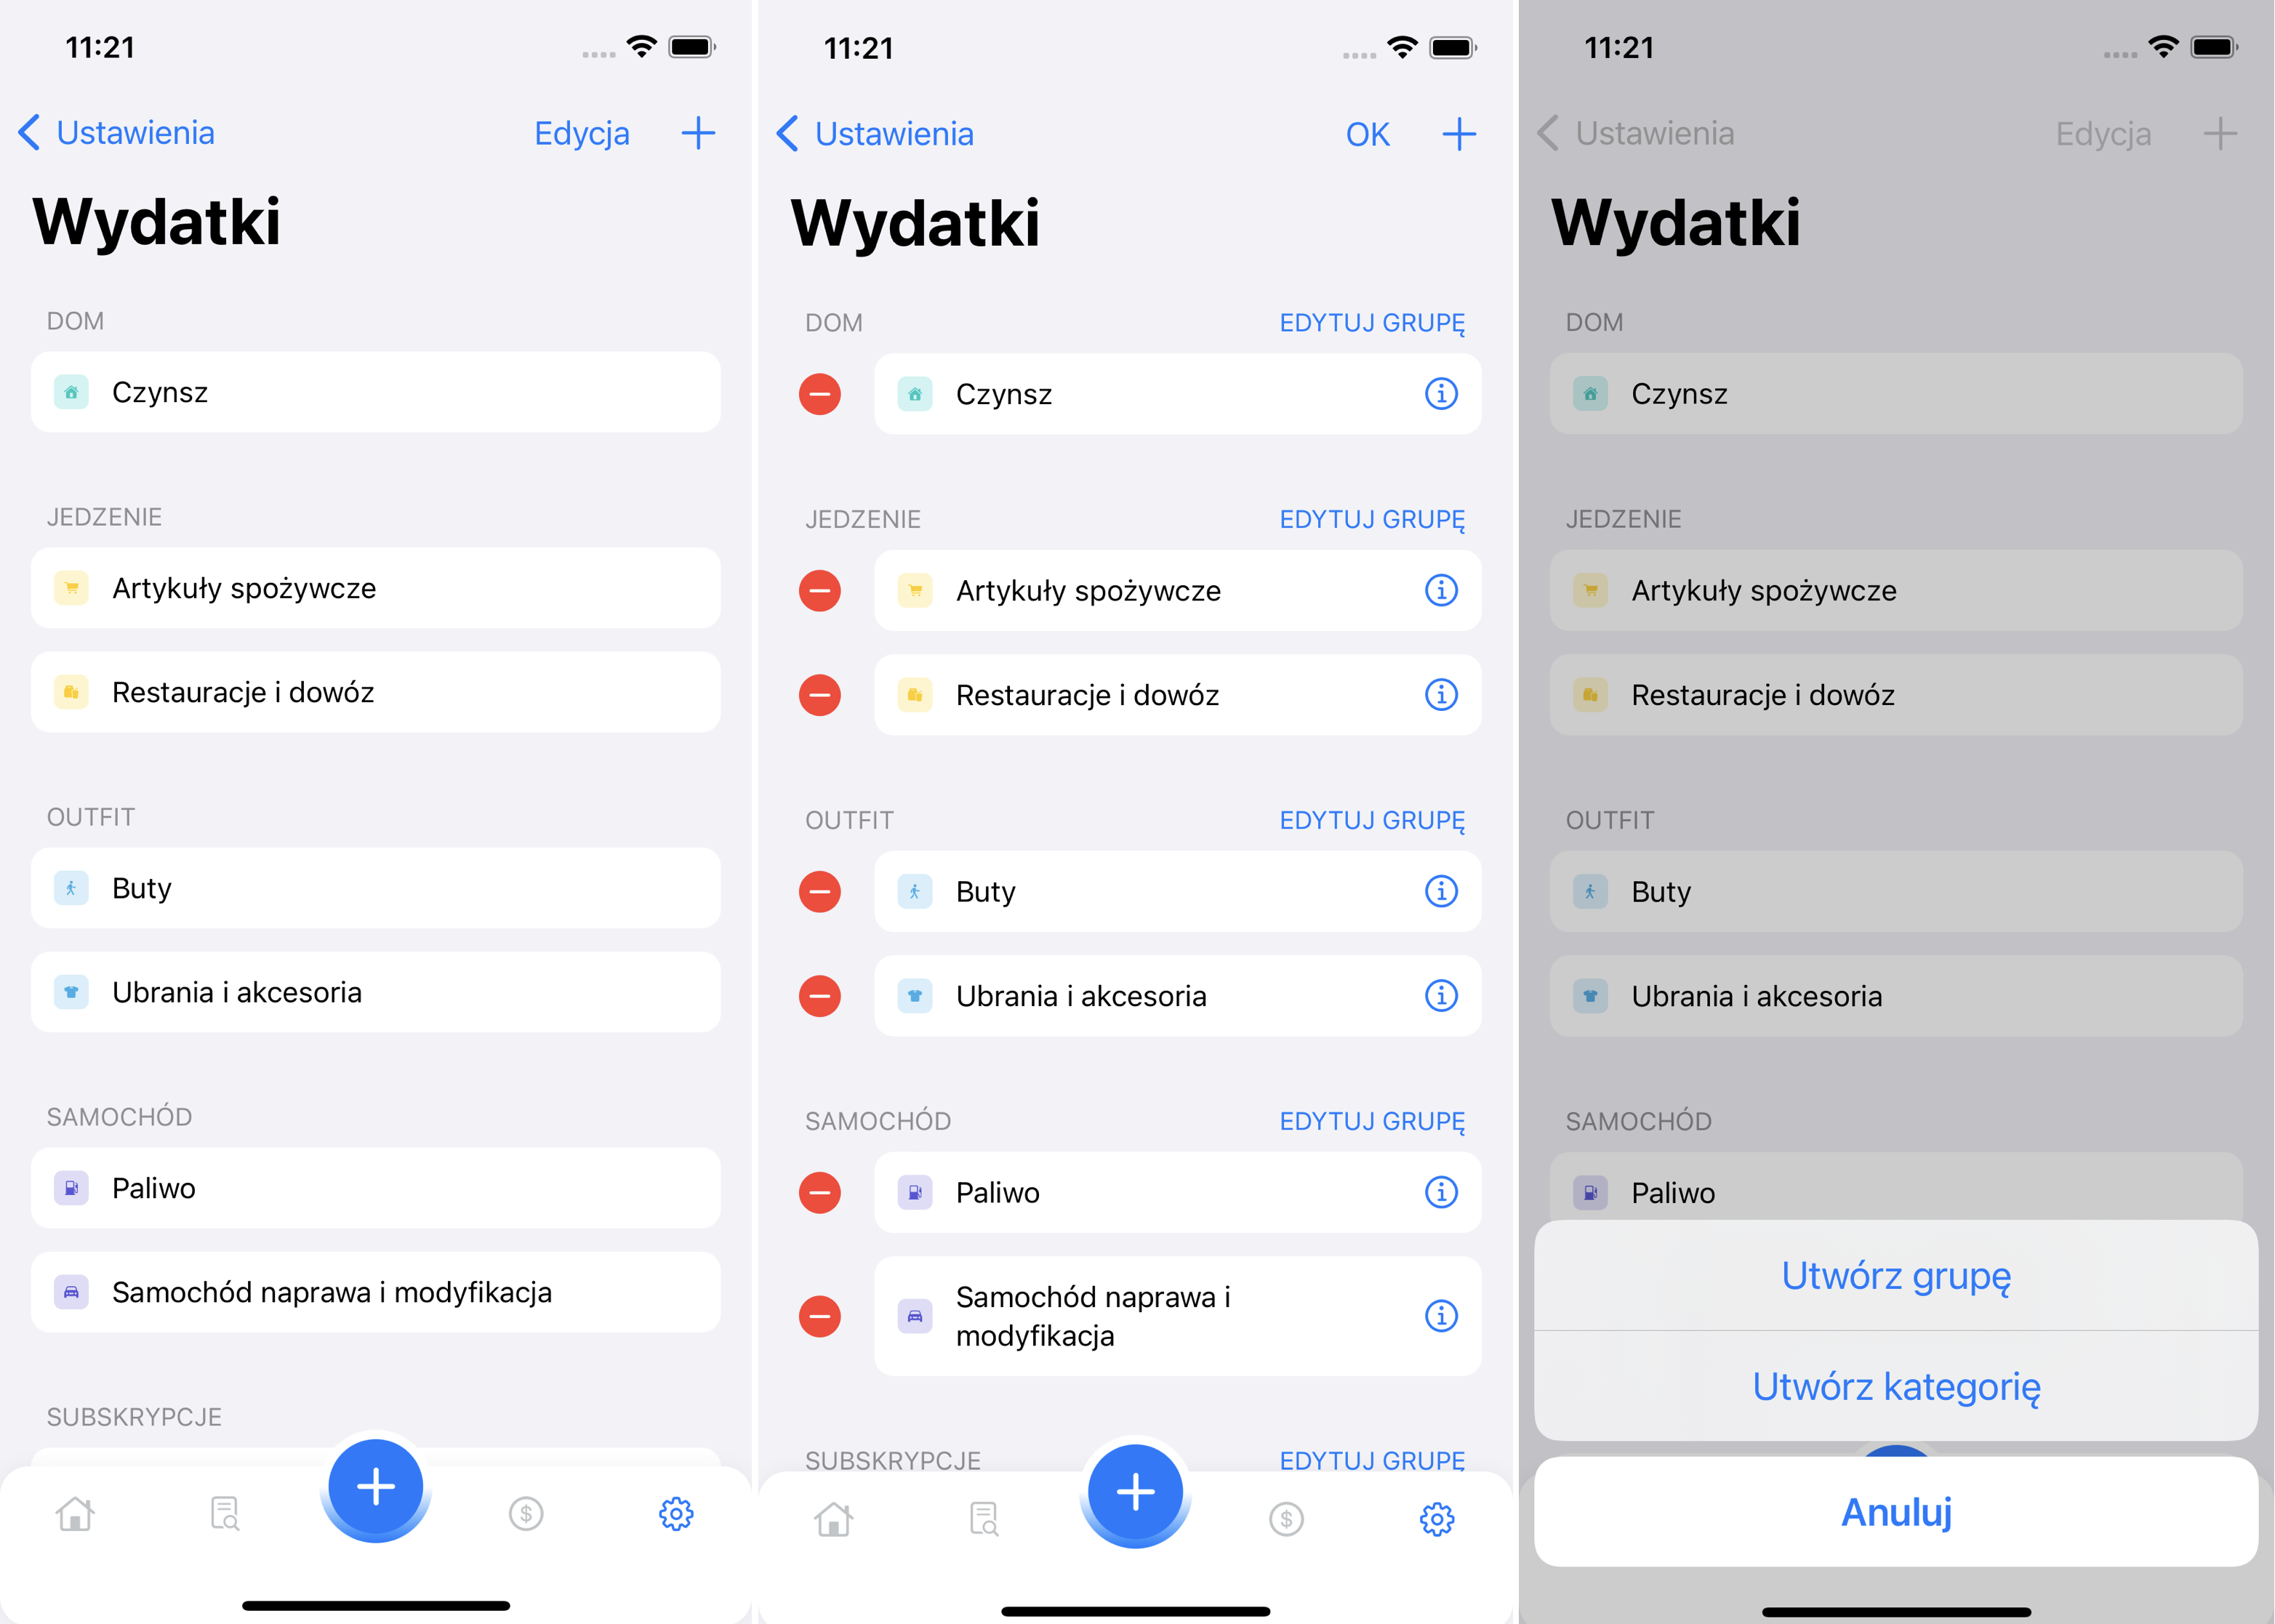 11:21
Ustawienia
Edycja
Wydatki
DOM
Czynsz
JEDZENIE
Artykuły spożywcze
Restauracje i dowóz
OUTFIT
Buty
Ubrania i akcesoria
SAMOCHÓD
Paliwo
Samochód naprawa i modyfikacja
SUBSKRYPCJE
11:21
Ustawienia
OK
Wydatki
DOM
EDYTUJ GRUPĘ
Czynsz
JEDZENIE
EDYTUJ GRUPĘ
Artykuły spożywcze
Restauracje i dowóz
OUTFIT
EDYTUJ GRUPĘ
Buty
Ubrania i akcesoria
SAMOCHÓD
EDYTUJ GRUPĘ
Paliwo
Samochód naprawa i
modyfikacja
SUBSKRYPCJE
EDYTUJ GRUPĘ
11:21
Ustawienia
Edycja
Wydatki
DOM
Czynsz
JEDZENIE
Artykuły spożywcze
Restauracje i dowóz
OUTFIT
Buty
Ubrania i akcesoria
SAMOCHÓD
Paliwo
Utwórz grupę
Utwórz kategorię
Anuluj